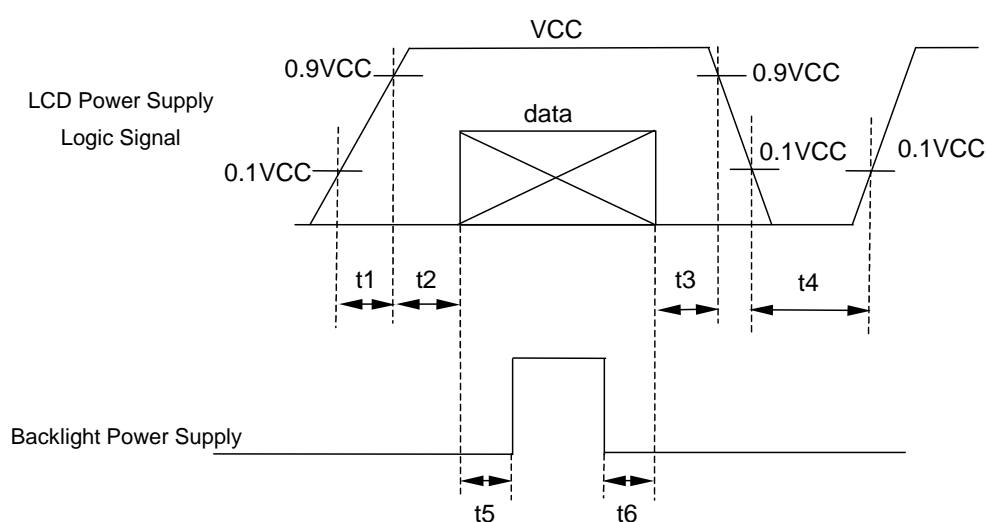 VCC
0.9VCC
0.9VCC
LCD Power Supply
Logic Signal
data
0.1VCC
0.1VCC
0.1VCC
t1
t2
t3
t4
Backlight Power Supply
t5
t6